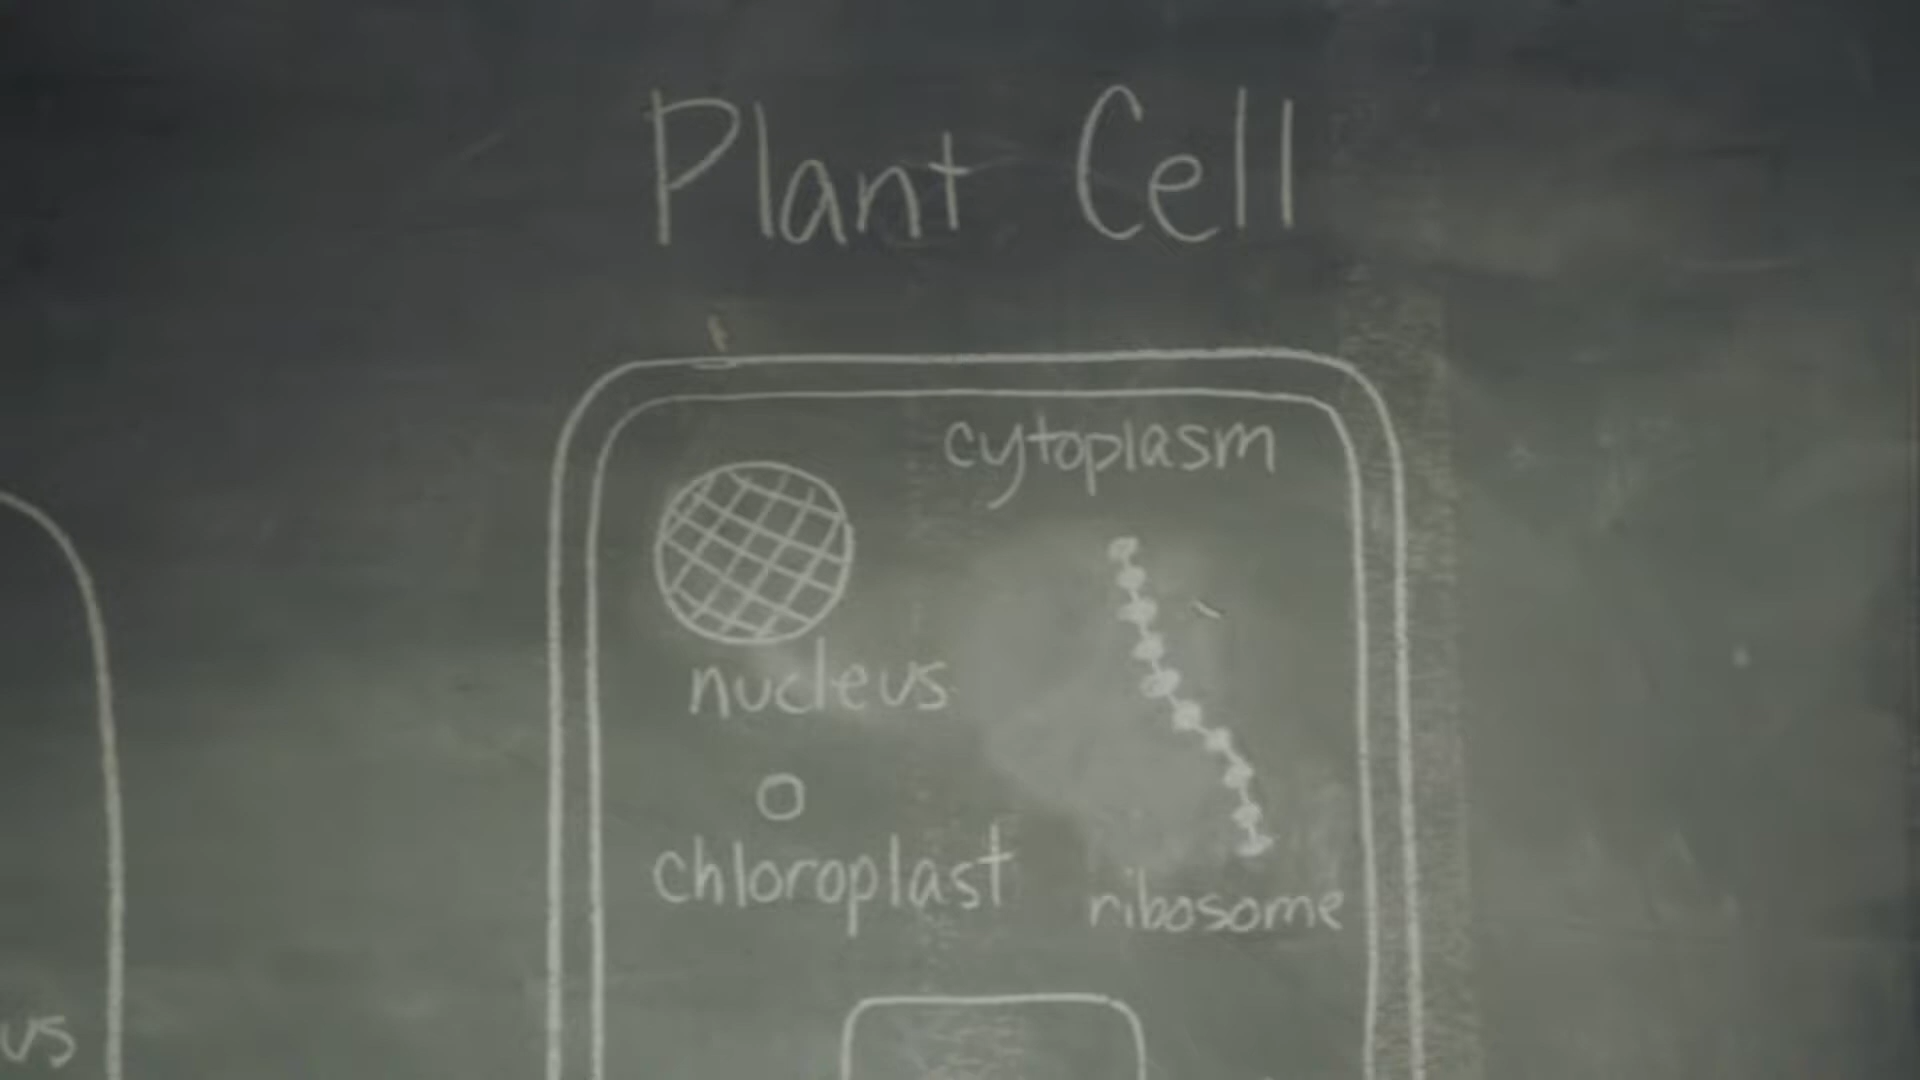 Plant Cell
cytoplasm
nucleus
chloroplast
ribosome
us